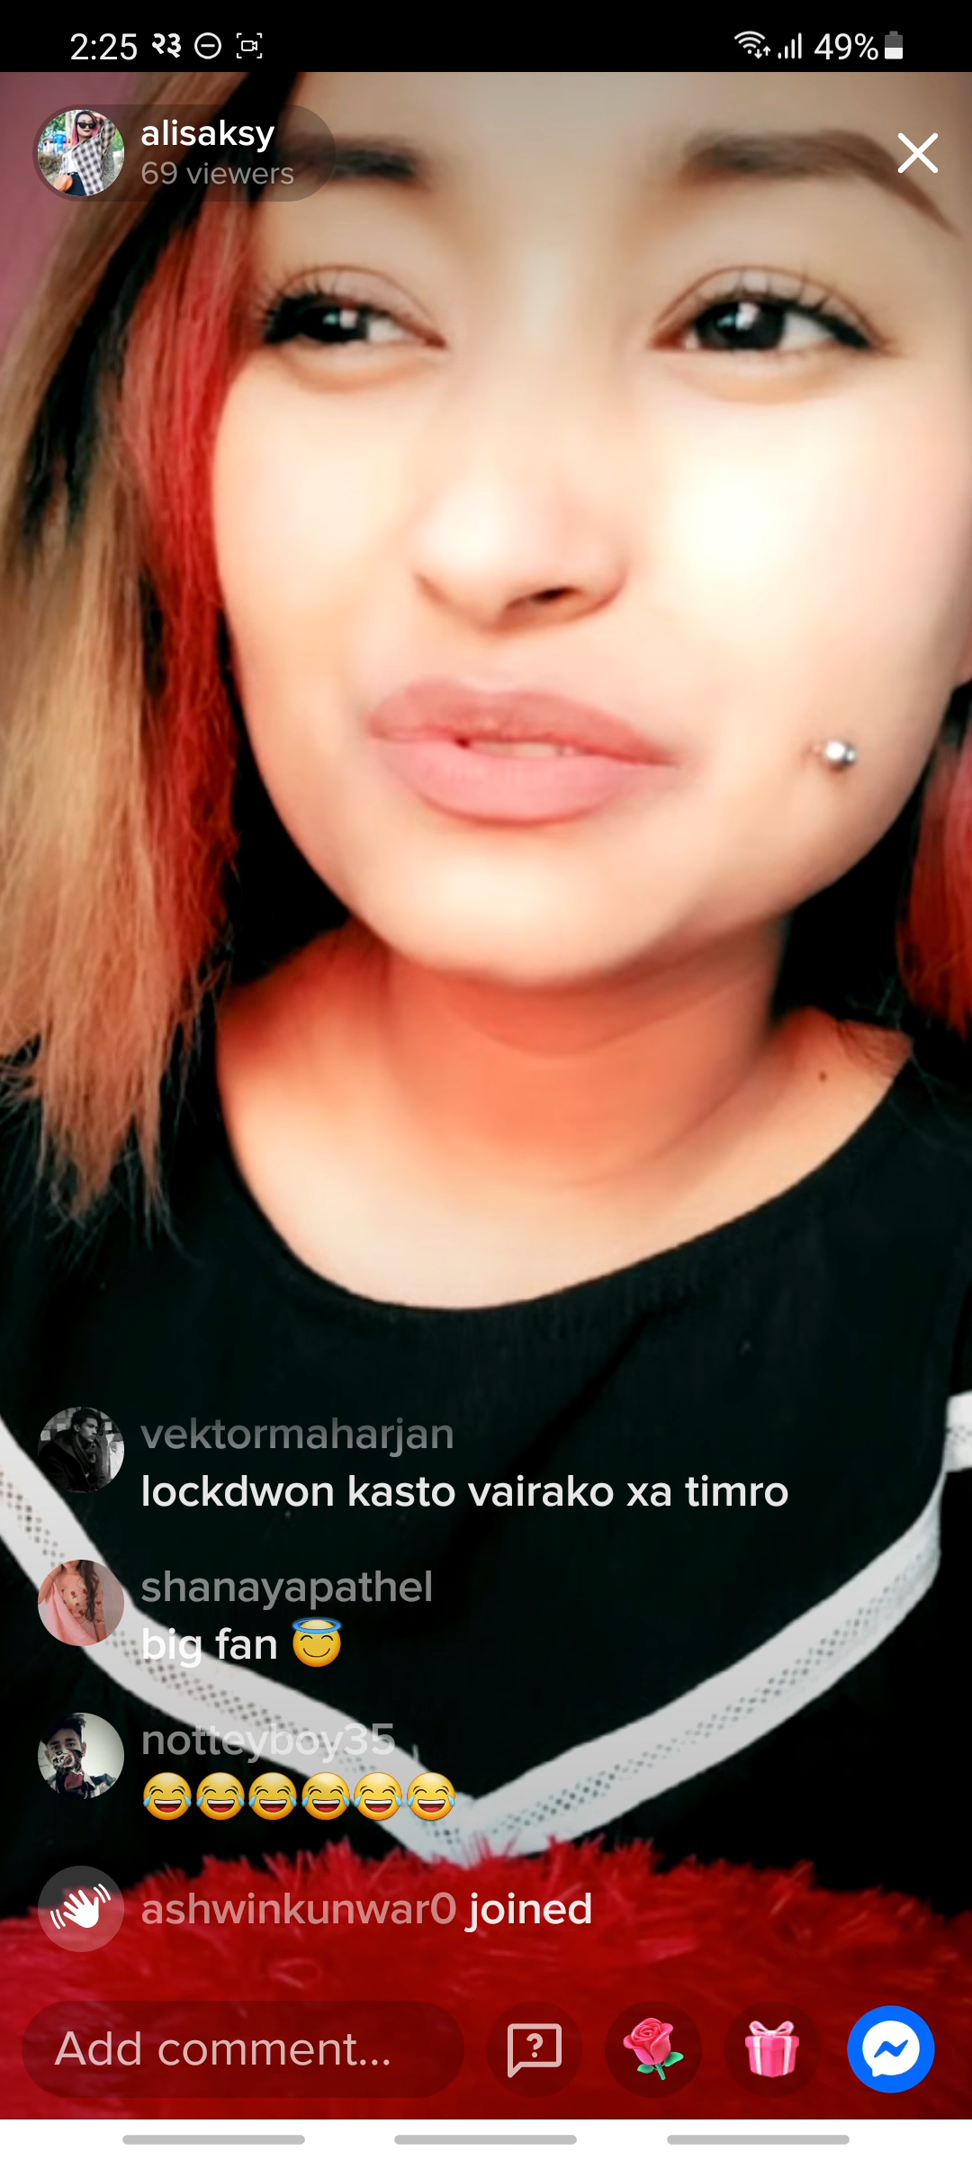 2:25 २३ 49%
alisaksy
69 viewers
vektormaharjan
lockdwon kasto vairako xa timro
shanayapathel
big fan 😇
notteyboy35
😂😂😂😂😂😂
ashwinkunwar0 joined
Add comment...